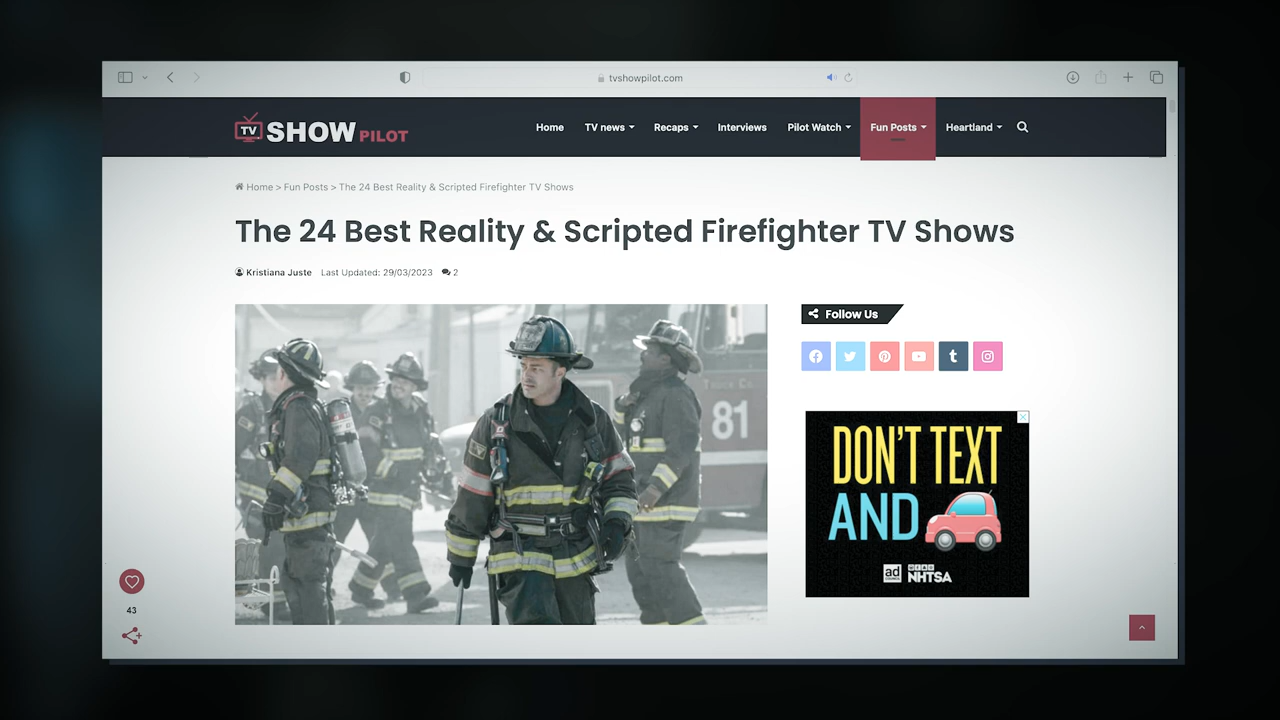 tvshowpilot.com
TV SHOW PILOT
Home TV news Recaps Interviews Pilot Watch Fun Posts Heartland
Home > Fun Posts > The 24 Best Reality & Scripted Firefighter TV Shows
The 24 Best Reality & Scripted Firefighter TV Shows
Kristiana Juste Last Updated: 29/03/2023 2
Follow Us
81
DON'T TEXT
AND
ad
NHTSA
43